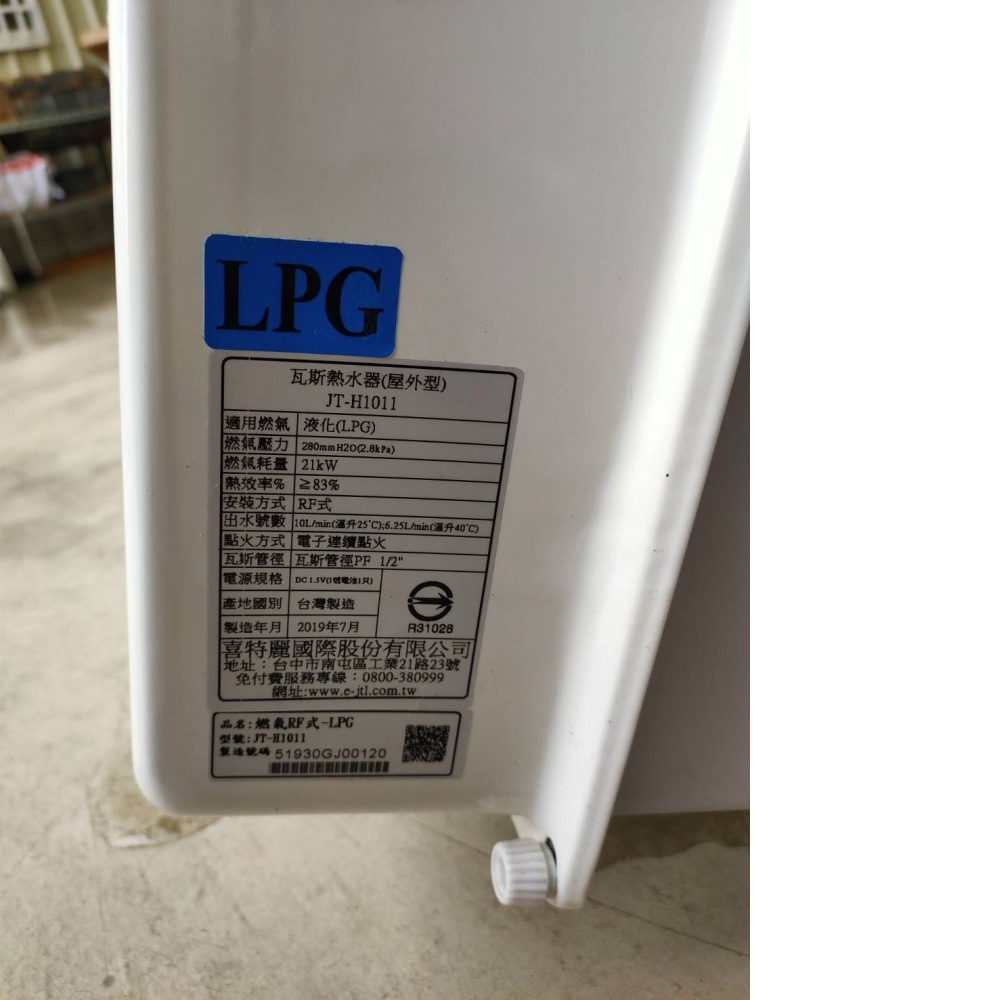 LPG
瓦斯熱水器(屋外型)
JT-H1011
適用燃氣 液化(LPG)
燃氣壓力 280mmH2O(2.8kPa)
燃氣耗量 21kW
熱效率% ≧83%
安裝方式 RF式
出水號數 10L/min(溫升25℃);6.25L/min(溫升40℃)
點火方式 電子連續點火
瓦斯管徑 瓦斯管徑PF 1/2"
電源規格 DC 1.5V(1號電池1只)
產地國別 台灣製造
製造年月 2019年7月
R31028
喜特麗國際股份有限公司
地址：台中市南屯區工業21路23號
免付費服務專線：0800-380999
網址:www.e-jtl.com.tw
品名:燃氣RF式-LPG
型號:JT-H1011
製造號碼 51930GJ00120